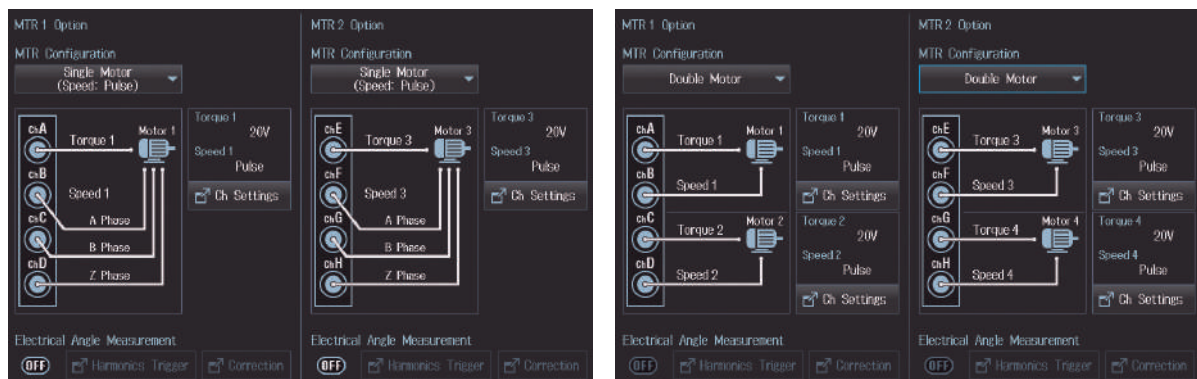 MTR 1 Option
MTR Configuration
Single Motor
(Speed: Pulse)
chA
Torque 1
Motor 1
chB
Speed 1
chC
A Phase
B Phase
chD
Z Phase
Torque 1
20V
Speed 1
Pulse
Ch Settings
Electrical Angle Measurement
OFF
Harmonics Trigger
Correction
MTR 2 Option
MTR Configuration
Single Motor
(Speed: Pulse)
chE
Torque 3
Motor 3
chF
Speed 3
chG
A Phase
B Phase
chH
Z Phase
Torque 3
20V
Speed 3
Pulse
Ch Settings
Electrical Angle Measurement
OFF
Harmonics Trigger
Correction
MTR 1 Option
MTR Configuration
Double Motor
chA
Torque 1
Motor 1
chB
Speed 1
chC
Torque 2
Motor 2
chD
Speed 2
Torque 1
20V
Speed 1
Pulse
Ch Settings
Torque 2
20V
Speed 2
Pulse
Ch Settings
Electrical Angle Measurement
OFF
Harmonics Trigger
Correction
MTR 2 Option
MTR Configuration
Double Motor
chE
Torque 3
Motor 3
chF
Speed 3
chG
Torque 4
Motor 4
chH
Speed 4
Torque 3
20V
Speed 3
Pulse
Ch Settings
Torque 4
20V
Speed 4
Pulse
Ch Settings
Electrical Angle Measurement
OFF
Harmonics Trigger
Correction